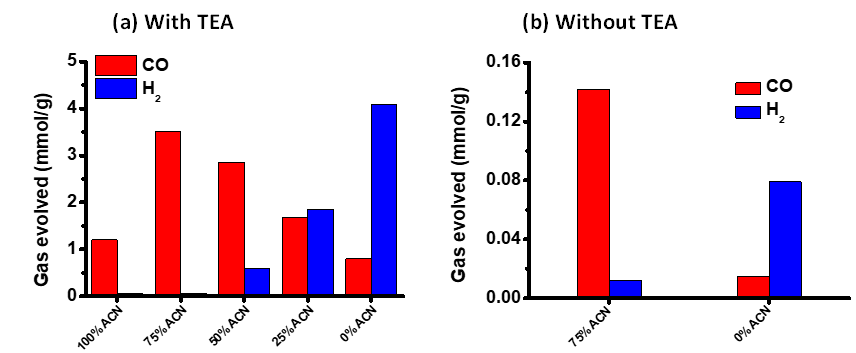 (a) With TEA
Gas evolved (mmol/g)
5
4
3
2
1
0
CO
H₂
100%ACN
75%ACN
50%ACN
25%ACN
0%ACN
(b) Without TEA
Gas evolved (mmol/g)
0.16
0.12
0.08
0.04
0.00
CO
H₂
75%ACN
0%ACN